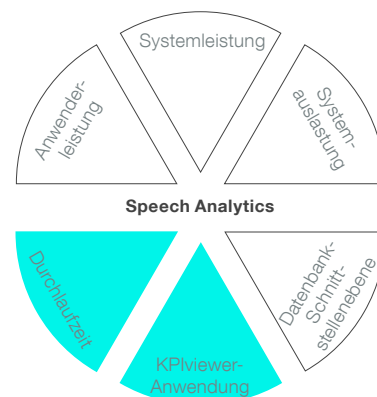 Systemleistung
Anwender-
leistung
System-
auslastung
Speech Analytics
Durchlaufzeit
KPIviewer-
Anwendung
Datenbank-
Schnitt-
stellenebene